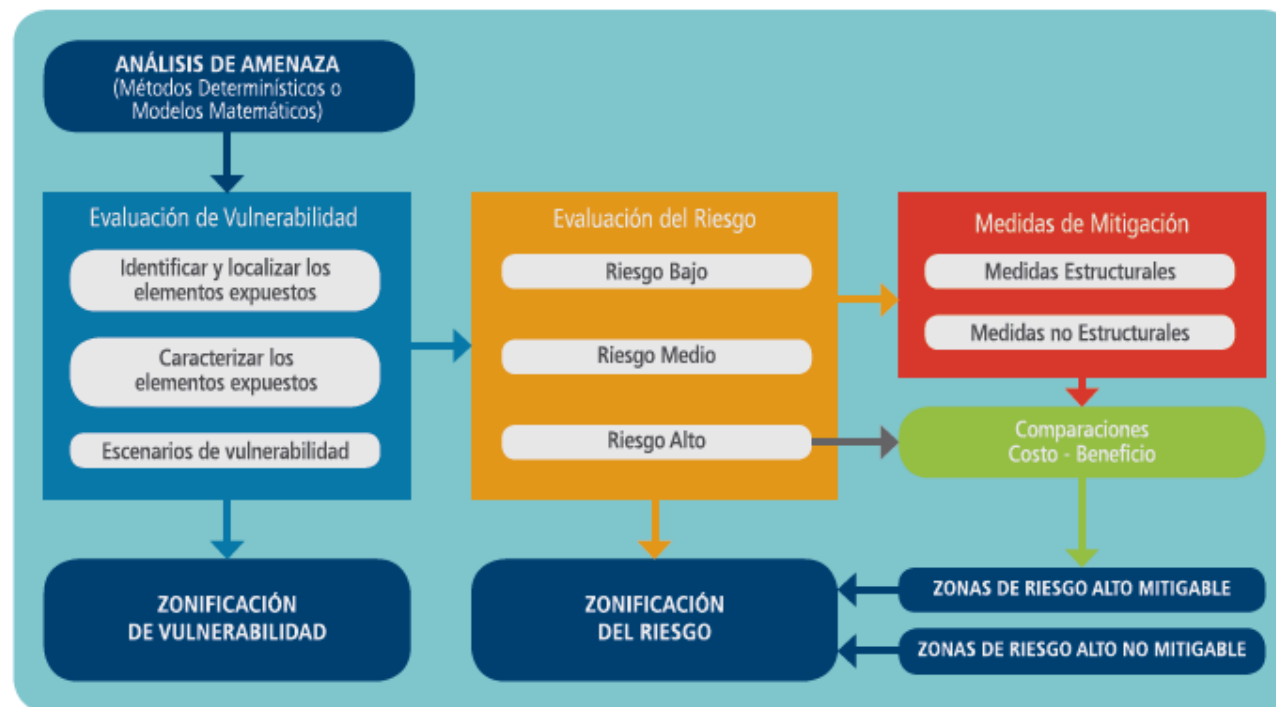 ANÁLISIS DE AMENAZA
(Métodos Determinísticos o
Modelos Matemáticos)
Evaluación de Vulnerabilidad
Identificar y localizar los
elementos expuestos
Caracterizar los
elementos expuestos
Escenarios de vulnerabilidad
ZONIFICACIÓN
DE VULNERABILIDAD
Evaluación del Riesgo
Riesgo Bajo
Riesgo Medio
Riesgo Alto
ZONIFICACIÓN
DEL RIESGO
Medidas de Mitigación
Medidas Estructurales
Medidas no Estructurales
Comparaciones
Costo - Beneficio
ZONAS DE RIESGO ALTO MITIGABLE
ZONAS DE RIESGO ALTO NO MITIGABLE